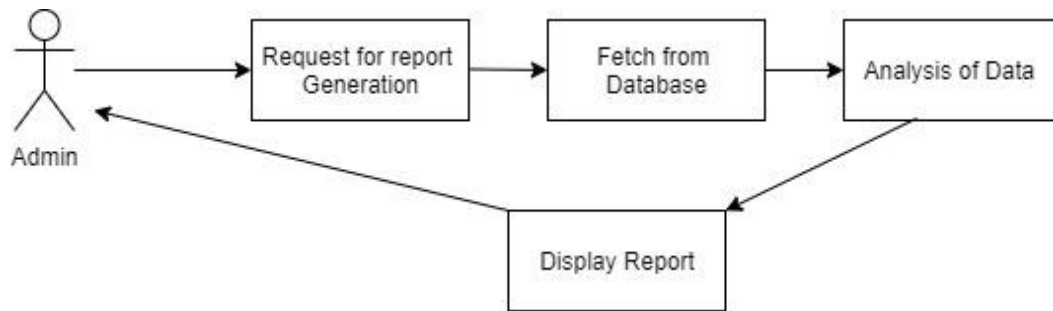 Request for report
Generation
Fetch from
Database
Analysis of Data
Admin
Display Report